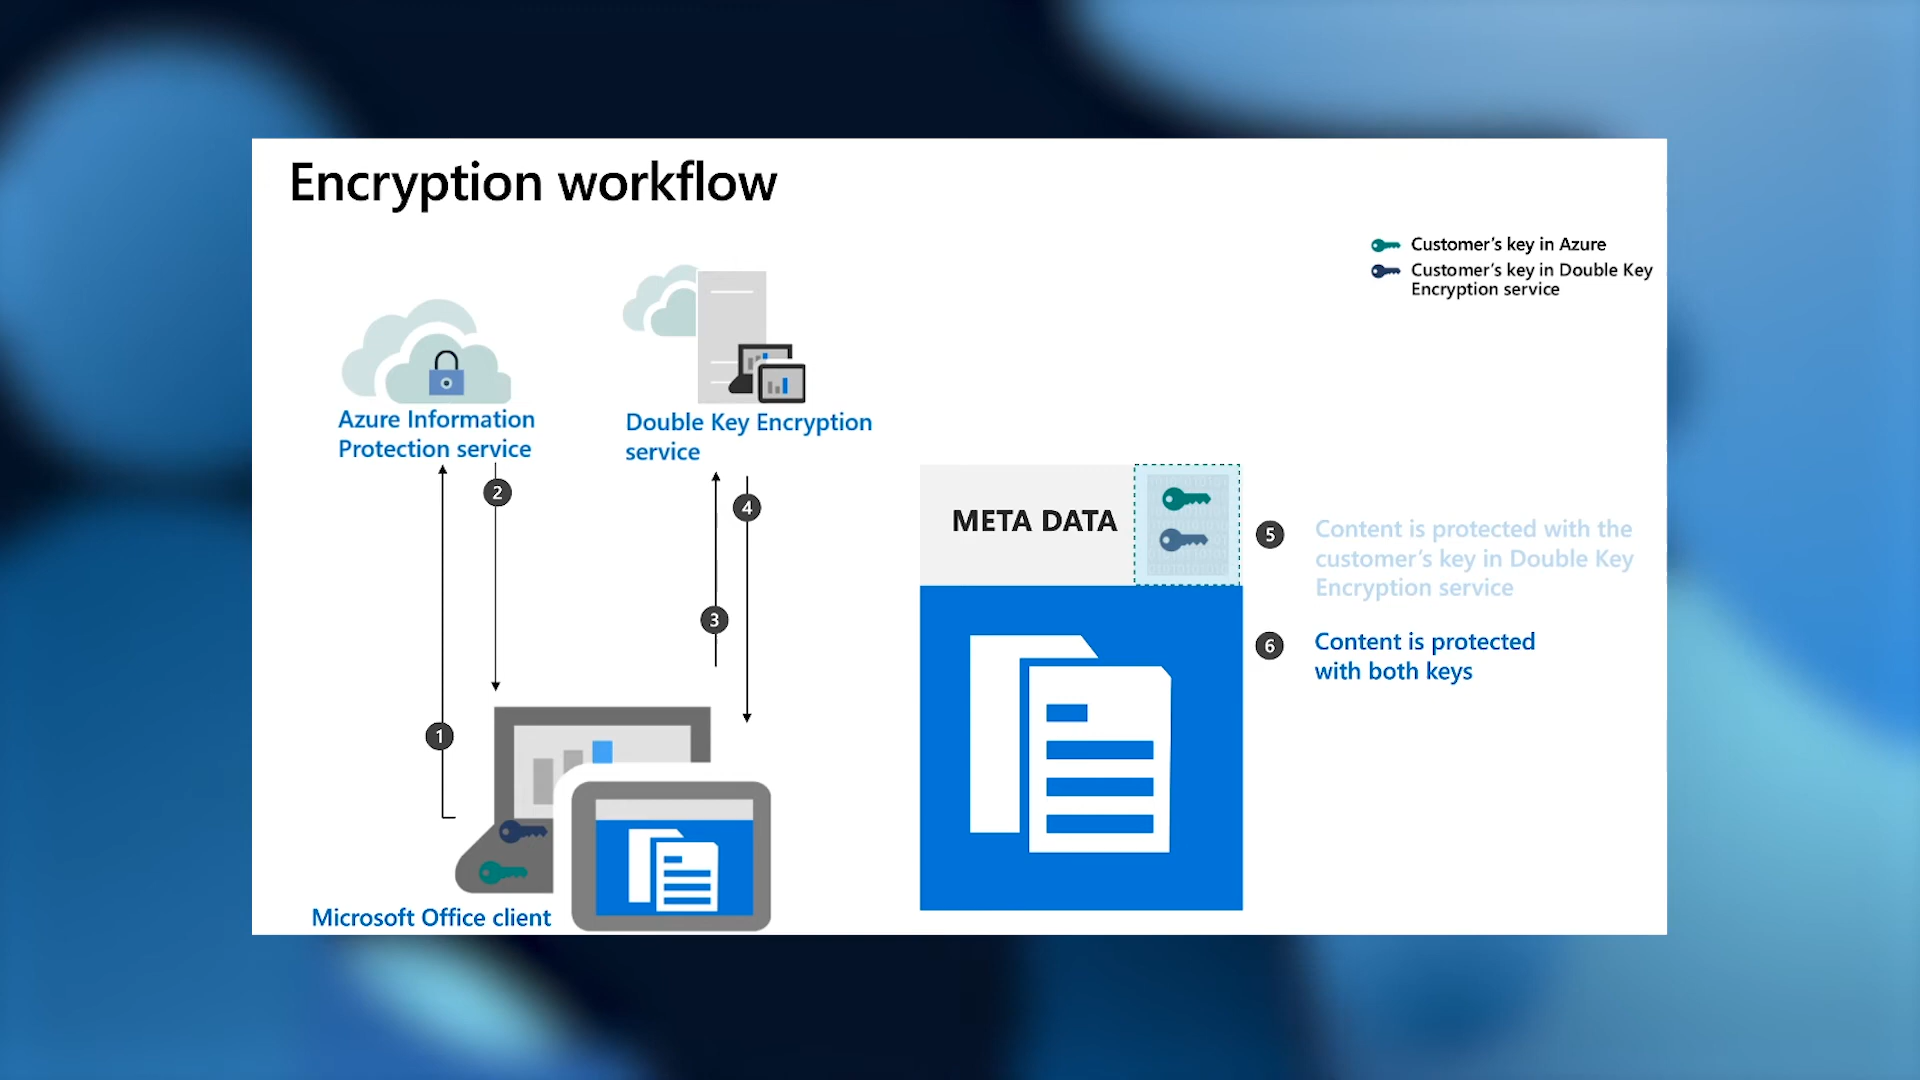 Encryption workflow
Customer's key in Azure
Customer's key in Double Key
Encryption service
Azure Information
Protection service
Double Key Encryption
service
2
4
3
1
META DATA
5
Content is protected with the
customer's key in Double Key
Encryption service
6
Content is protected
with both keys
Microsoft Office client